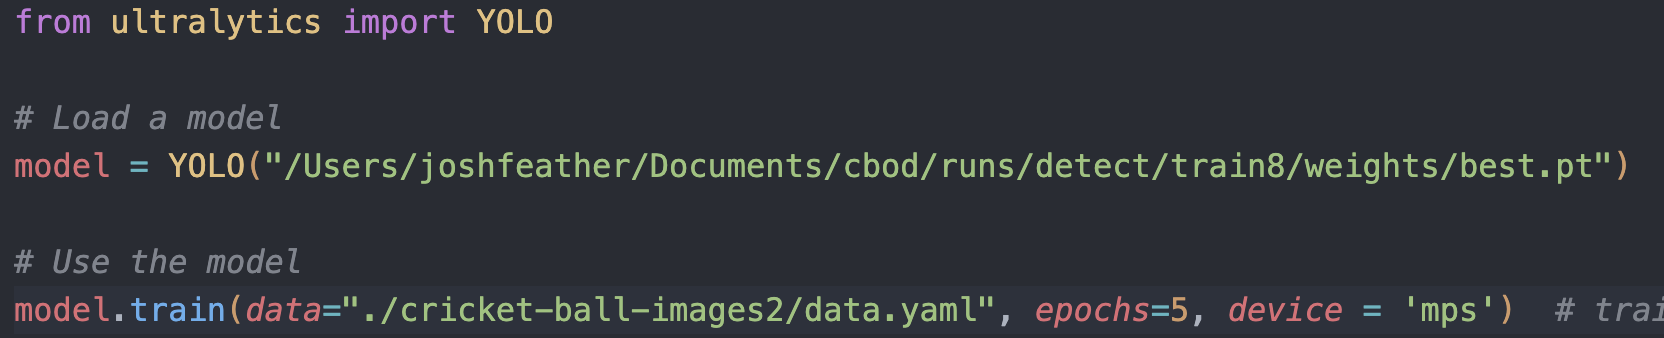 from ultralytics import YOLO
# Load a model
model = YOLO("/Users/joshfeather/Documents/cbod/runs/detect/train8/weights/best.pt")
# Use the model
model.train(data="./cricket-ball-images2/data.yaml", epochs=5, device = 'mps')  #